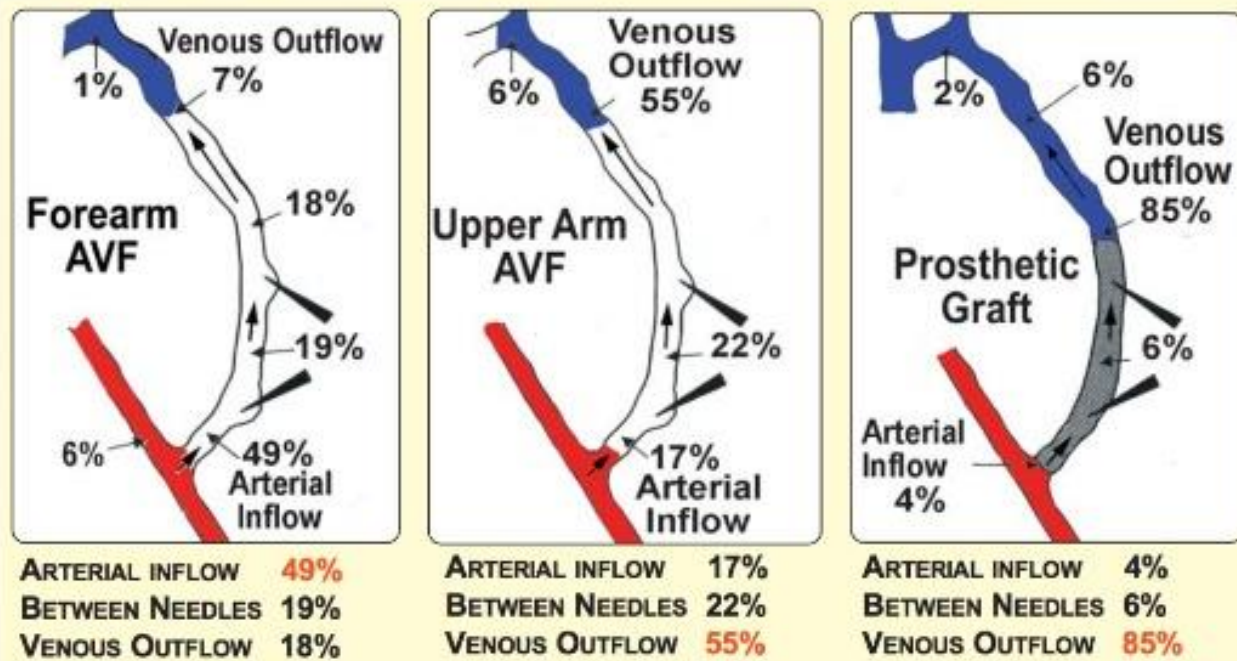 Venous Outflow
1%
7%
18%
Forearm
AVF
19%
6%
49%
Arterial
Inflow
ARTERIAL INFLOW 49%
BETWEEN NEEDLES 19%
VENOUS OUTFLOW 18%
Venous
Outflow
6%
55%
Upper Arm
AVF
22%
17%
Arterial
Inflow
ARTERIAL INFLOW 17%
BETWEEN NEEDLES 22%
VENOUS OUTFLOW 55%
2%
6%
Venous
Outflow
85%
Prosthetic
Graft
6%
Arterial
Inflow
4%
ARTERIAL INFLOW 4%
BETWEEN NEEDLES 6%
VENOUS OUTFLOW 85%